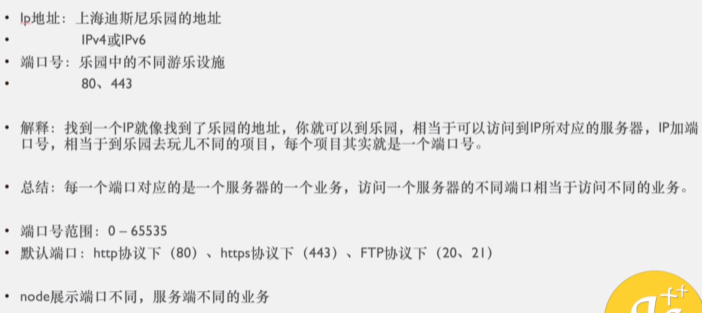 • Ip地址：上海迪斯尼乐园的地址
• IPv4或IPv6
• 端口号：乐园中的不同游乐设施
• 80、443
• 解释：找到一个IP就像找到了乐园的地址，你就可以到乐园，相当于可以访问到IP所对应的服务器，IP加端
口号，相当于到乐园去玩儿不同的项目，每个项目其实就是一个端口号。
• 总结：每一个端口对应的是一个服务器的一个业务，访问一个服务器的不同端口相当于访问不同的业务。
• 端口号范围：0 – 65535
• 默认端口：http协议下（80）、https协议下（443）、FTP协议下（20、21）
• node展示端口不同，服务端不同的业务